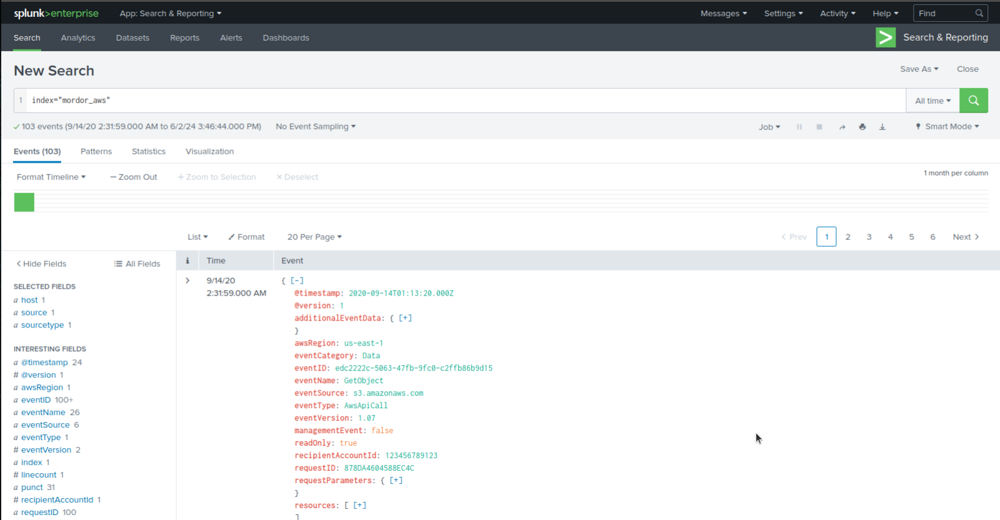 splunk>enterprise App: Search & Reporting Messages Settings Activity Help Find
Search Analytics Datasets Reports Alerts Dashboards Search & Reporting
New Search Save As Close
1 index="mordor_aws" All time
103 events (9/14/20 2:31:59.000 AM to 6/2/24 3:46:44.000 PM) No Event Sampling Job Smart Mode
Events (103) Patterns Statistics Visualization
Format Timeline — Zoom Out + Zoom to Selection × Deselect 1 month per column
List Format 20 Per Page < Prev 1 2 3 4 5 6 Next >
< Hide Fields All Fields
SELECTED FIELDS
a host 1
a source 1
a sourcetype 1
INTERESTING FIELDS
a @timestamp 24
# @version 1
a awsRegion 1
a eventID 100+
a eventName 26
a eventSource 6
a eventType 1
# eventVersion 2
a index 1
# linecount 1
a punct 31
# recipientAccountId 1
a requestID 100
i Time Event
> 9/14/20
2:31:59.000 AM
{ [-]
@timestamp: 2020-09-14T01:13:20.000Z
@version: 1
additionalEventData: { [+]
}
awsRegion: us-east-1
eventCategory: Data
eventID: edc2222c-5063-47fb-9fc0-c2ffb86b9d15
eventName: GetObject
eventSource: s3.amazonaws.com
eventType: AwsApiCall
eventVersion: 1.07
managementEvent: false
readOnly: true
recipientAccountId: 123456789123
requestID: 878DA4604588EC4C
requestParameters: { [+]
}
resources: [ [+]
]